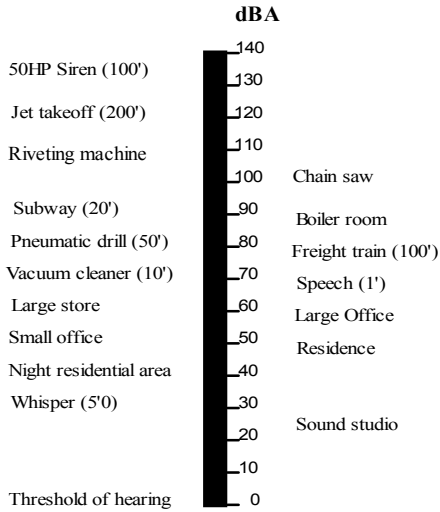 dBA
140
50HP Siren (100')
130
Jet takeoff (200')
120
110
Riveting machine
100
Chain saw
Subway (20')
90
Boiler room
Pneumatic drill (50')
80
Freight train (100')
Vacuum cleaner (10')
70
Speech (1')
Large store
60
Large Office
Small office
50
Residence
Night residential area
40
Whisper (5'0)
30
Sound studio
20
10
Threshold of hearing
0